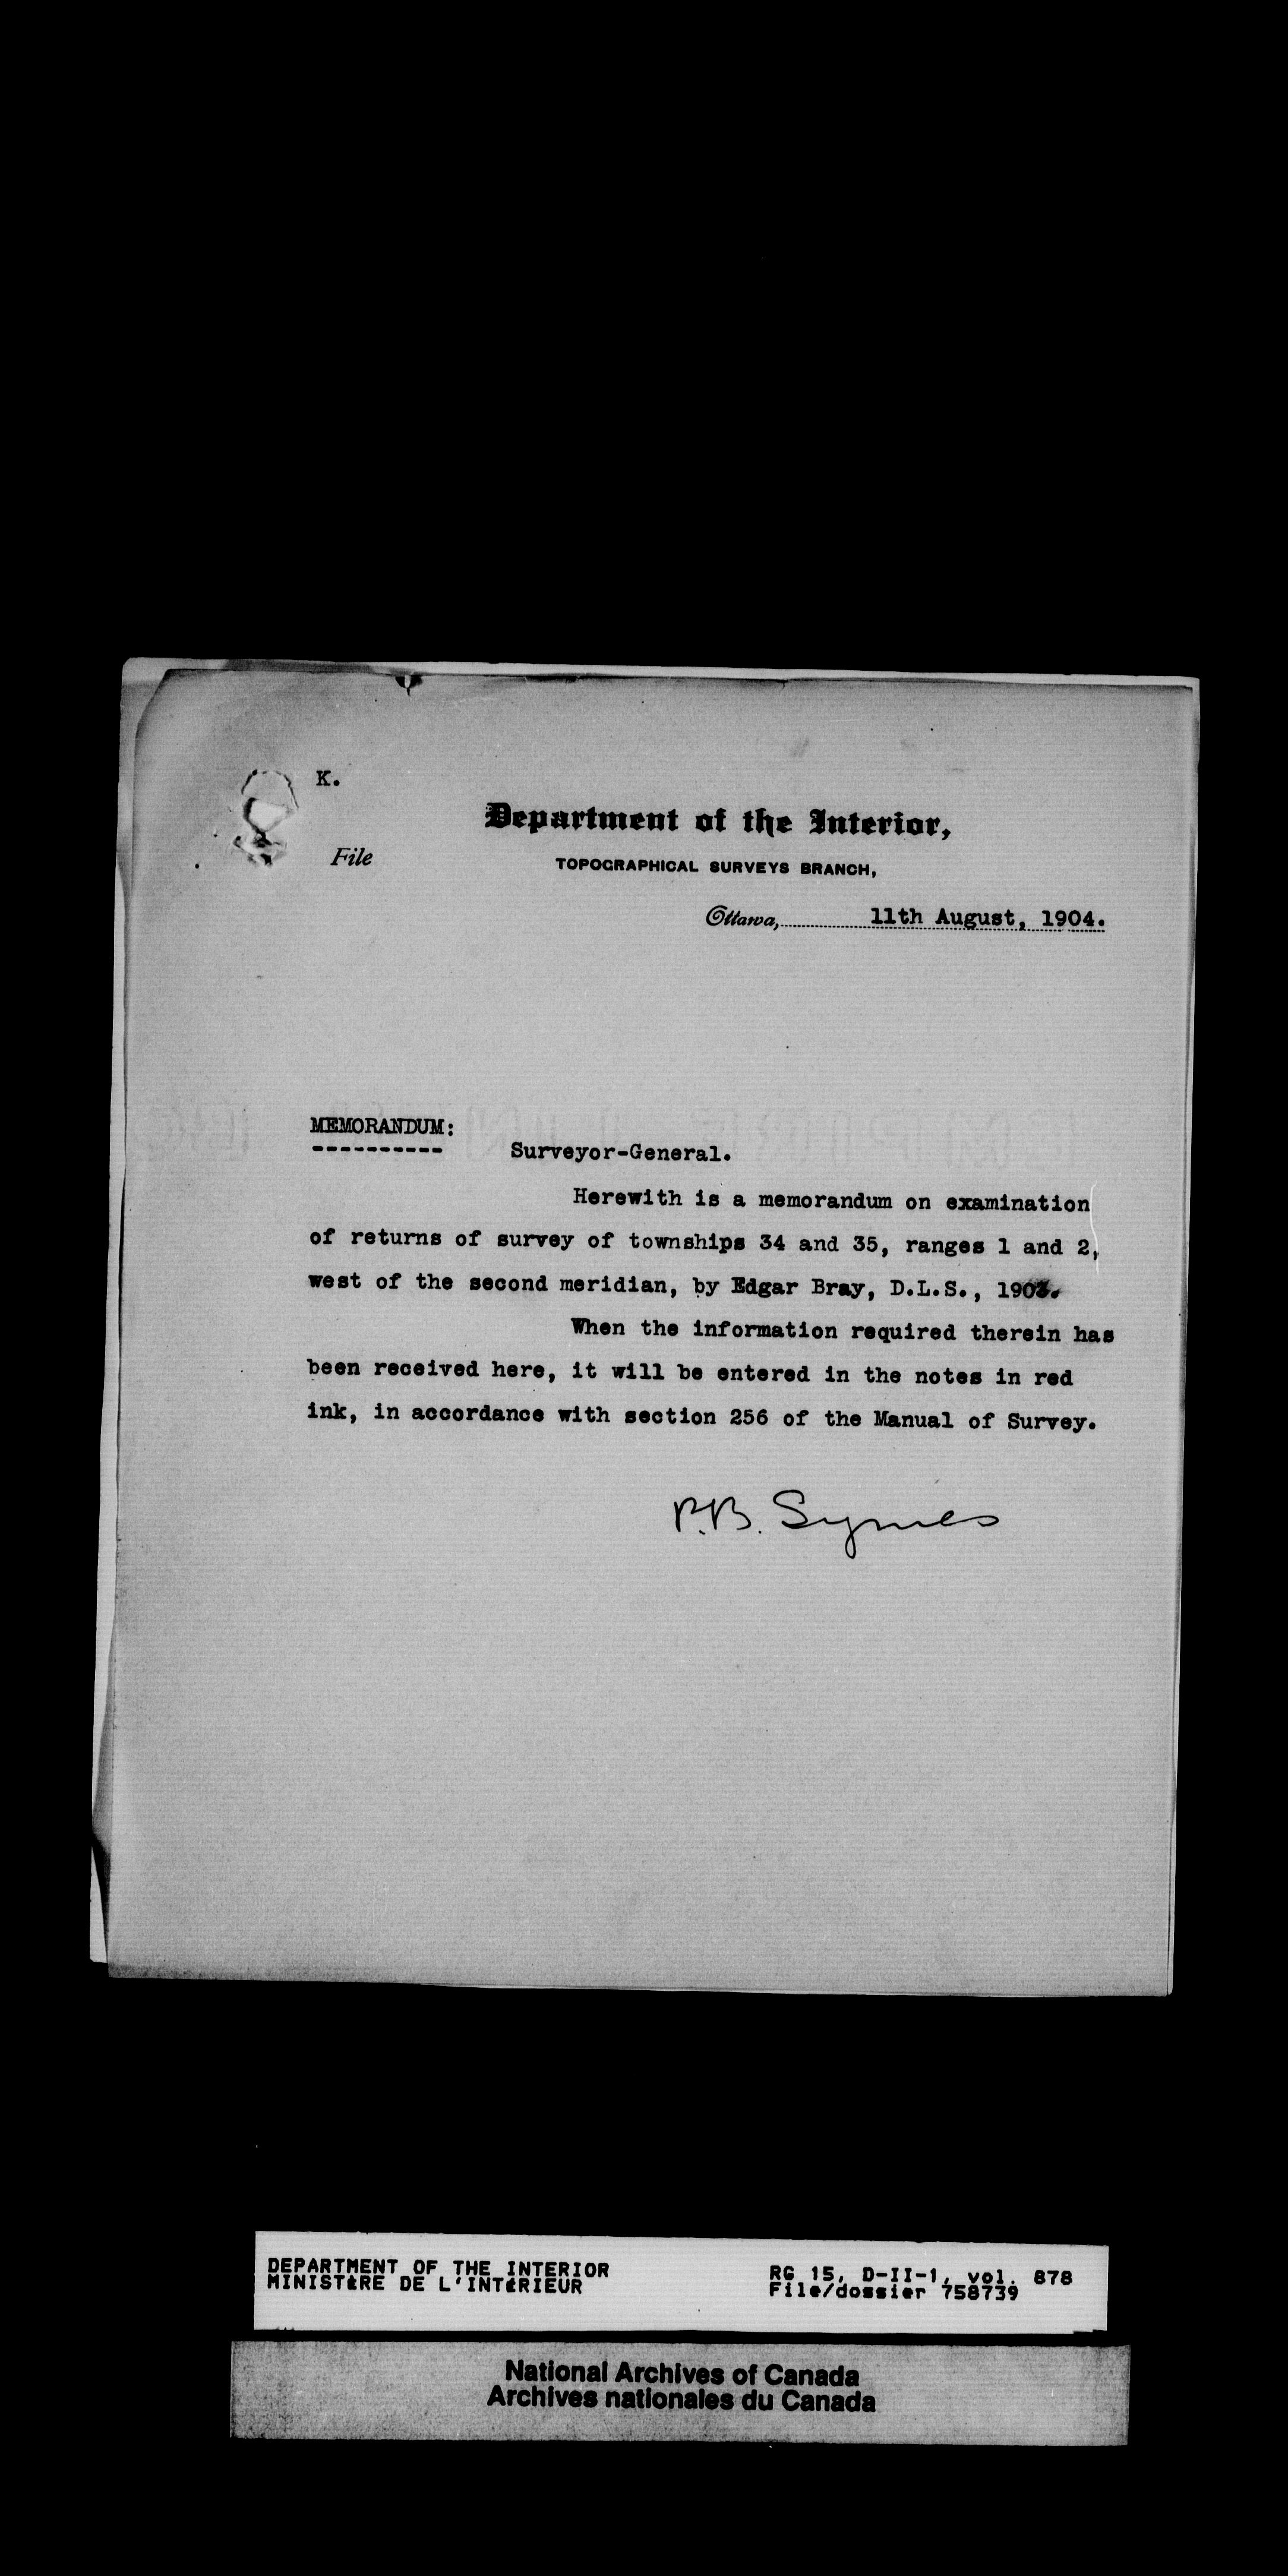 K.
Department of the Interior,
File
TOPOGRAPHICAL SURVEYS BRANCH,
Ottawa, 11th August, 1904.
MEMORANDUM:
----------
Surveyor-General.
Herewith is a memorandum on examination
of returns of survey of townships 34 and 35, ranges 1 and 2,
west of the second meridian, by Edgar Bray, D.L.S., 1903.
When the information required therein has
been received here, it will be entered in the notes in red
ink, in accordance with section 256 of the Manual of Survey.
P.B. Symes
DEPARTMENT OF THE INTERIOR
MINISTÈRE DE L'INTÉRIEUR
RG 15, D-II-1, vol. 878
File/dossier 758739
National Archives of Canada
Archives nationales du Canada